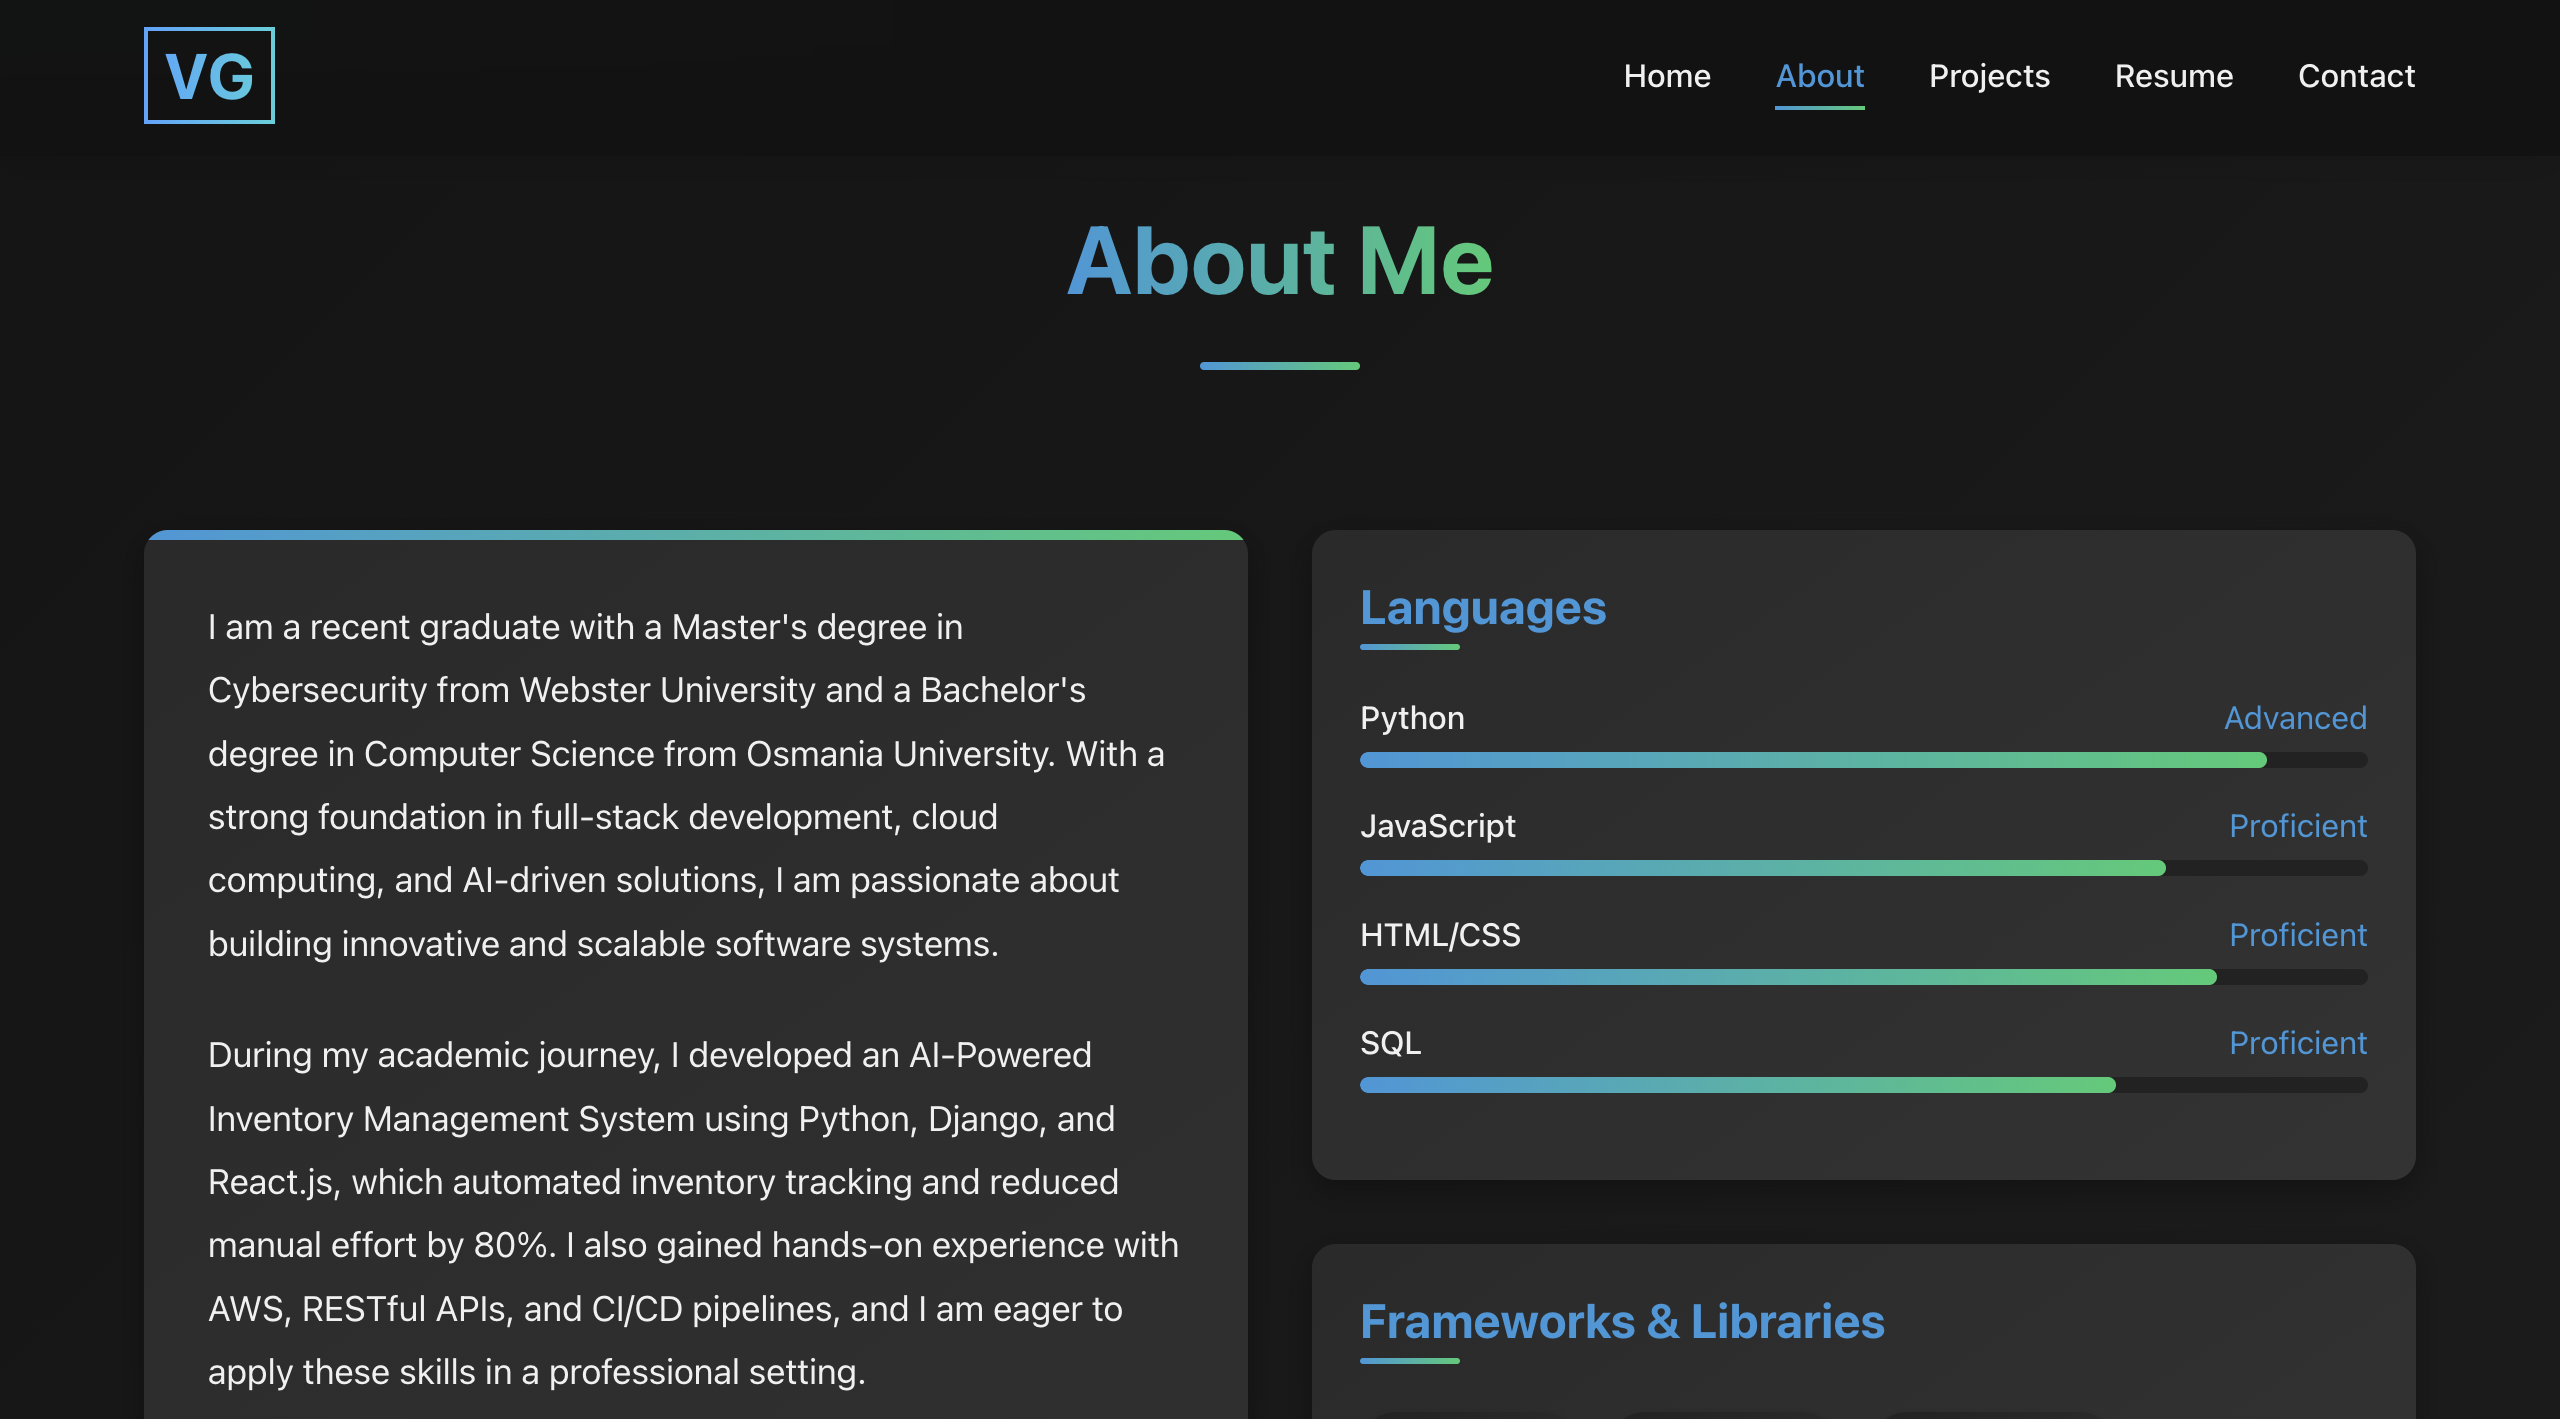 VG
Home
About
Projects
Resume
Contact
About Me
I am a recent graduate with a Master's degree in
Cybersecurity from Webster University and a Bachelor's
degree in Computer Science from Osmania University. With a
strong foundation in full-stack development, cloud
computing, and AI-driven solutions, I am passionate about
building innovative and scalable software systems.
During my academic journey, I developed an AI-Powered
Inventory Management System using Python, Django, and
React.js, which automated inventory tracking and reduced
manual effort by 80%. I also gained hands-on experience with
AWS, RESTful APIs, and CI/CD pipelines, and I am eager to
apply these skills in a professional setting.
Languages
Python Advanced
JavaScript Proficient
HTML/CSS Proficient
SQL Proficient
Frameworks & Libraries